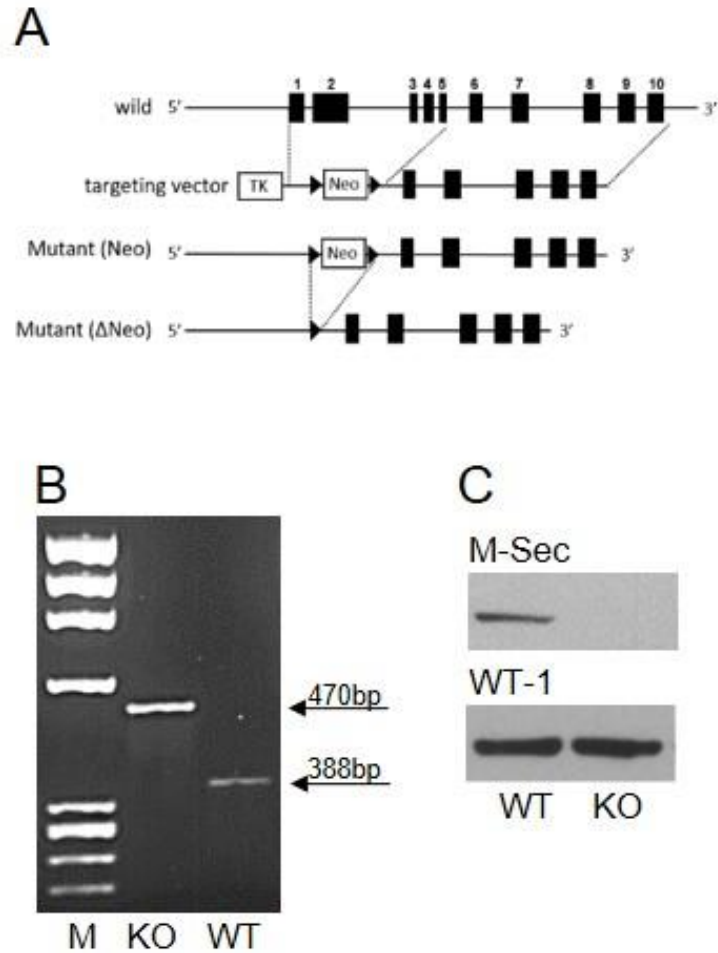 A
1 2 3 4 5 6 7 8 9 10
wild 5′ 3′
targeting vector TK Neo
Mutant (Neo) 5′ Neo 3′
Mutant (ΔNeo) 5′ 3′
B
470bp
388bp
M KO WT
C
M-Sec
WT-1
WT KO